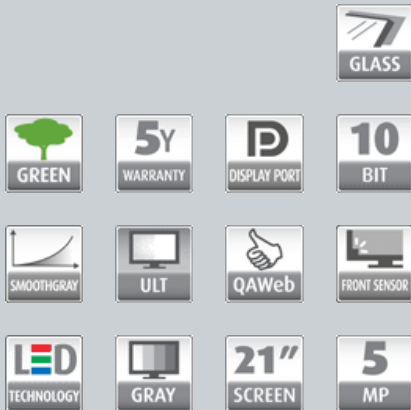 GLASS
GREEN
5Y
WARRANTY
DISPLAY PORT
10
BIT
SMOOTHGRAY
ULT
QAWeb
FRONT SENSOR
LED
TECHNOLOGY
GRAY
21"
SCREEN
5
MP